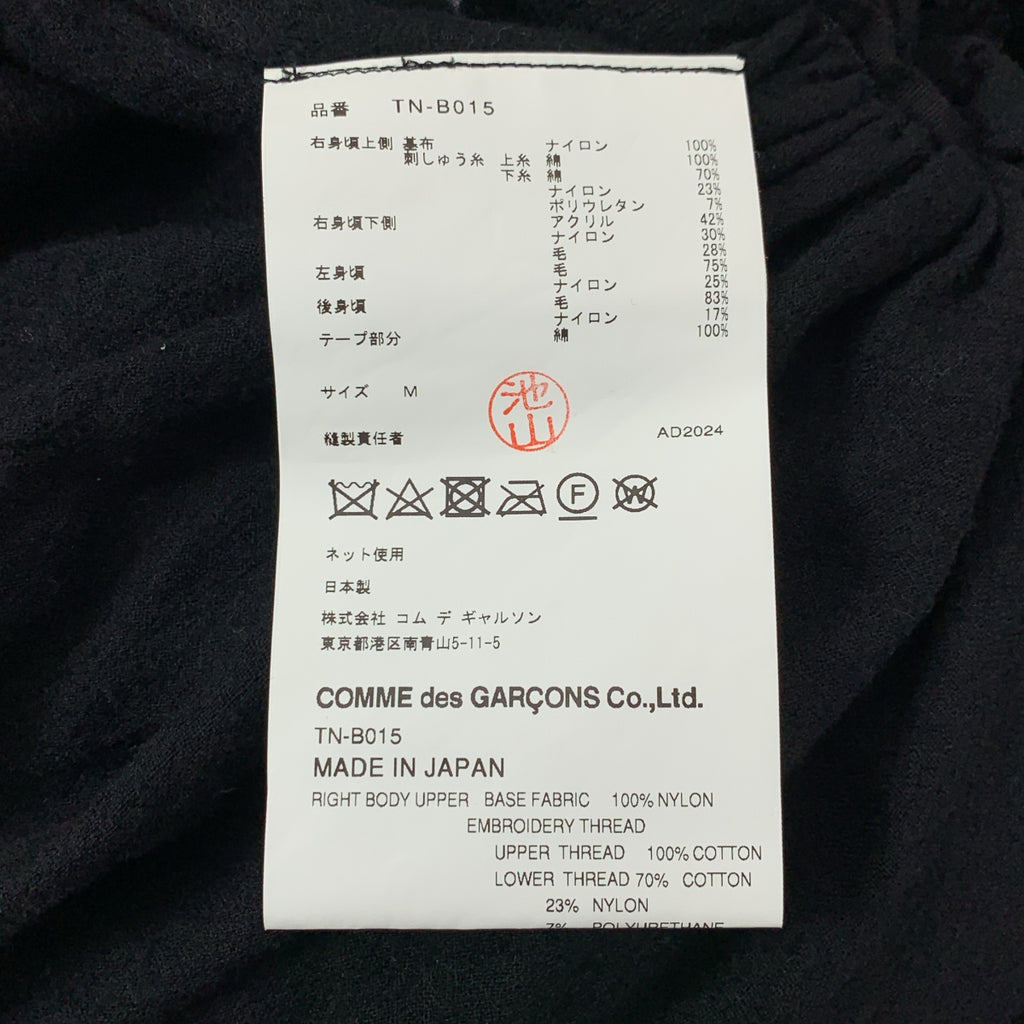 品番 TN-B015
右身頃上側 基布 ナイロン 100%
刺しゅう糸 上糸 綿 100%
下糸 綿 70%
ナイロン 23%
ポリウレタン 7%
右身頃下側 アクリル 42%
ナイロン 30%
毛 28%
左身頃 毛 75%
ナイロン 25%
後身頃 毛 83%
ナイロン 17%
テープ部分 綿 100%
サイズ M
池山
縫製責任者 AD2024
F W
ネット使用
日本製
株式会社 コム デ ギャルソン
東京都港区南青山5-11-5
COMME des GARÇONS Co.,Ltd.
TN-B015
MADE IN JAPAN
RIGHT BODY UPPER BASE FABRIC 100% NYLON
EMBROIDERY THREAD
UPPER THREAD 100% COTTON
LOWER THREAD 70% COTTON
23% NYLON
7% POLYURETHANE